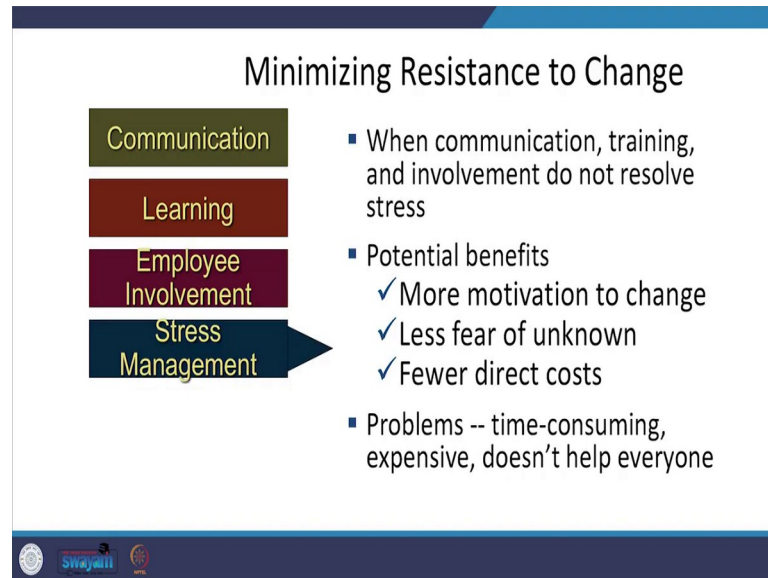 Minimizing Resistance to Change
Communication
Learning
Employee
Involvement
Stress
Management
▪ When communication, training,
and involvement do not resolve
stress
▪ Potential benefits
✓More motivation to change
✓Less fear of unknown
✓Fewer direct costs
▪ Problems -- time-consuming,
expensive, doesn't help everyone
swayam